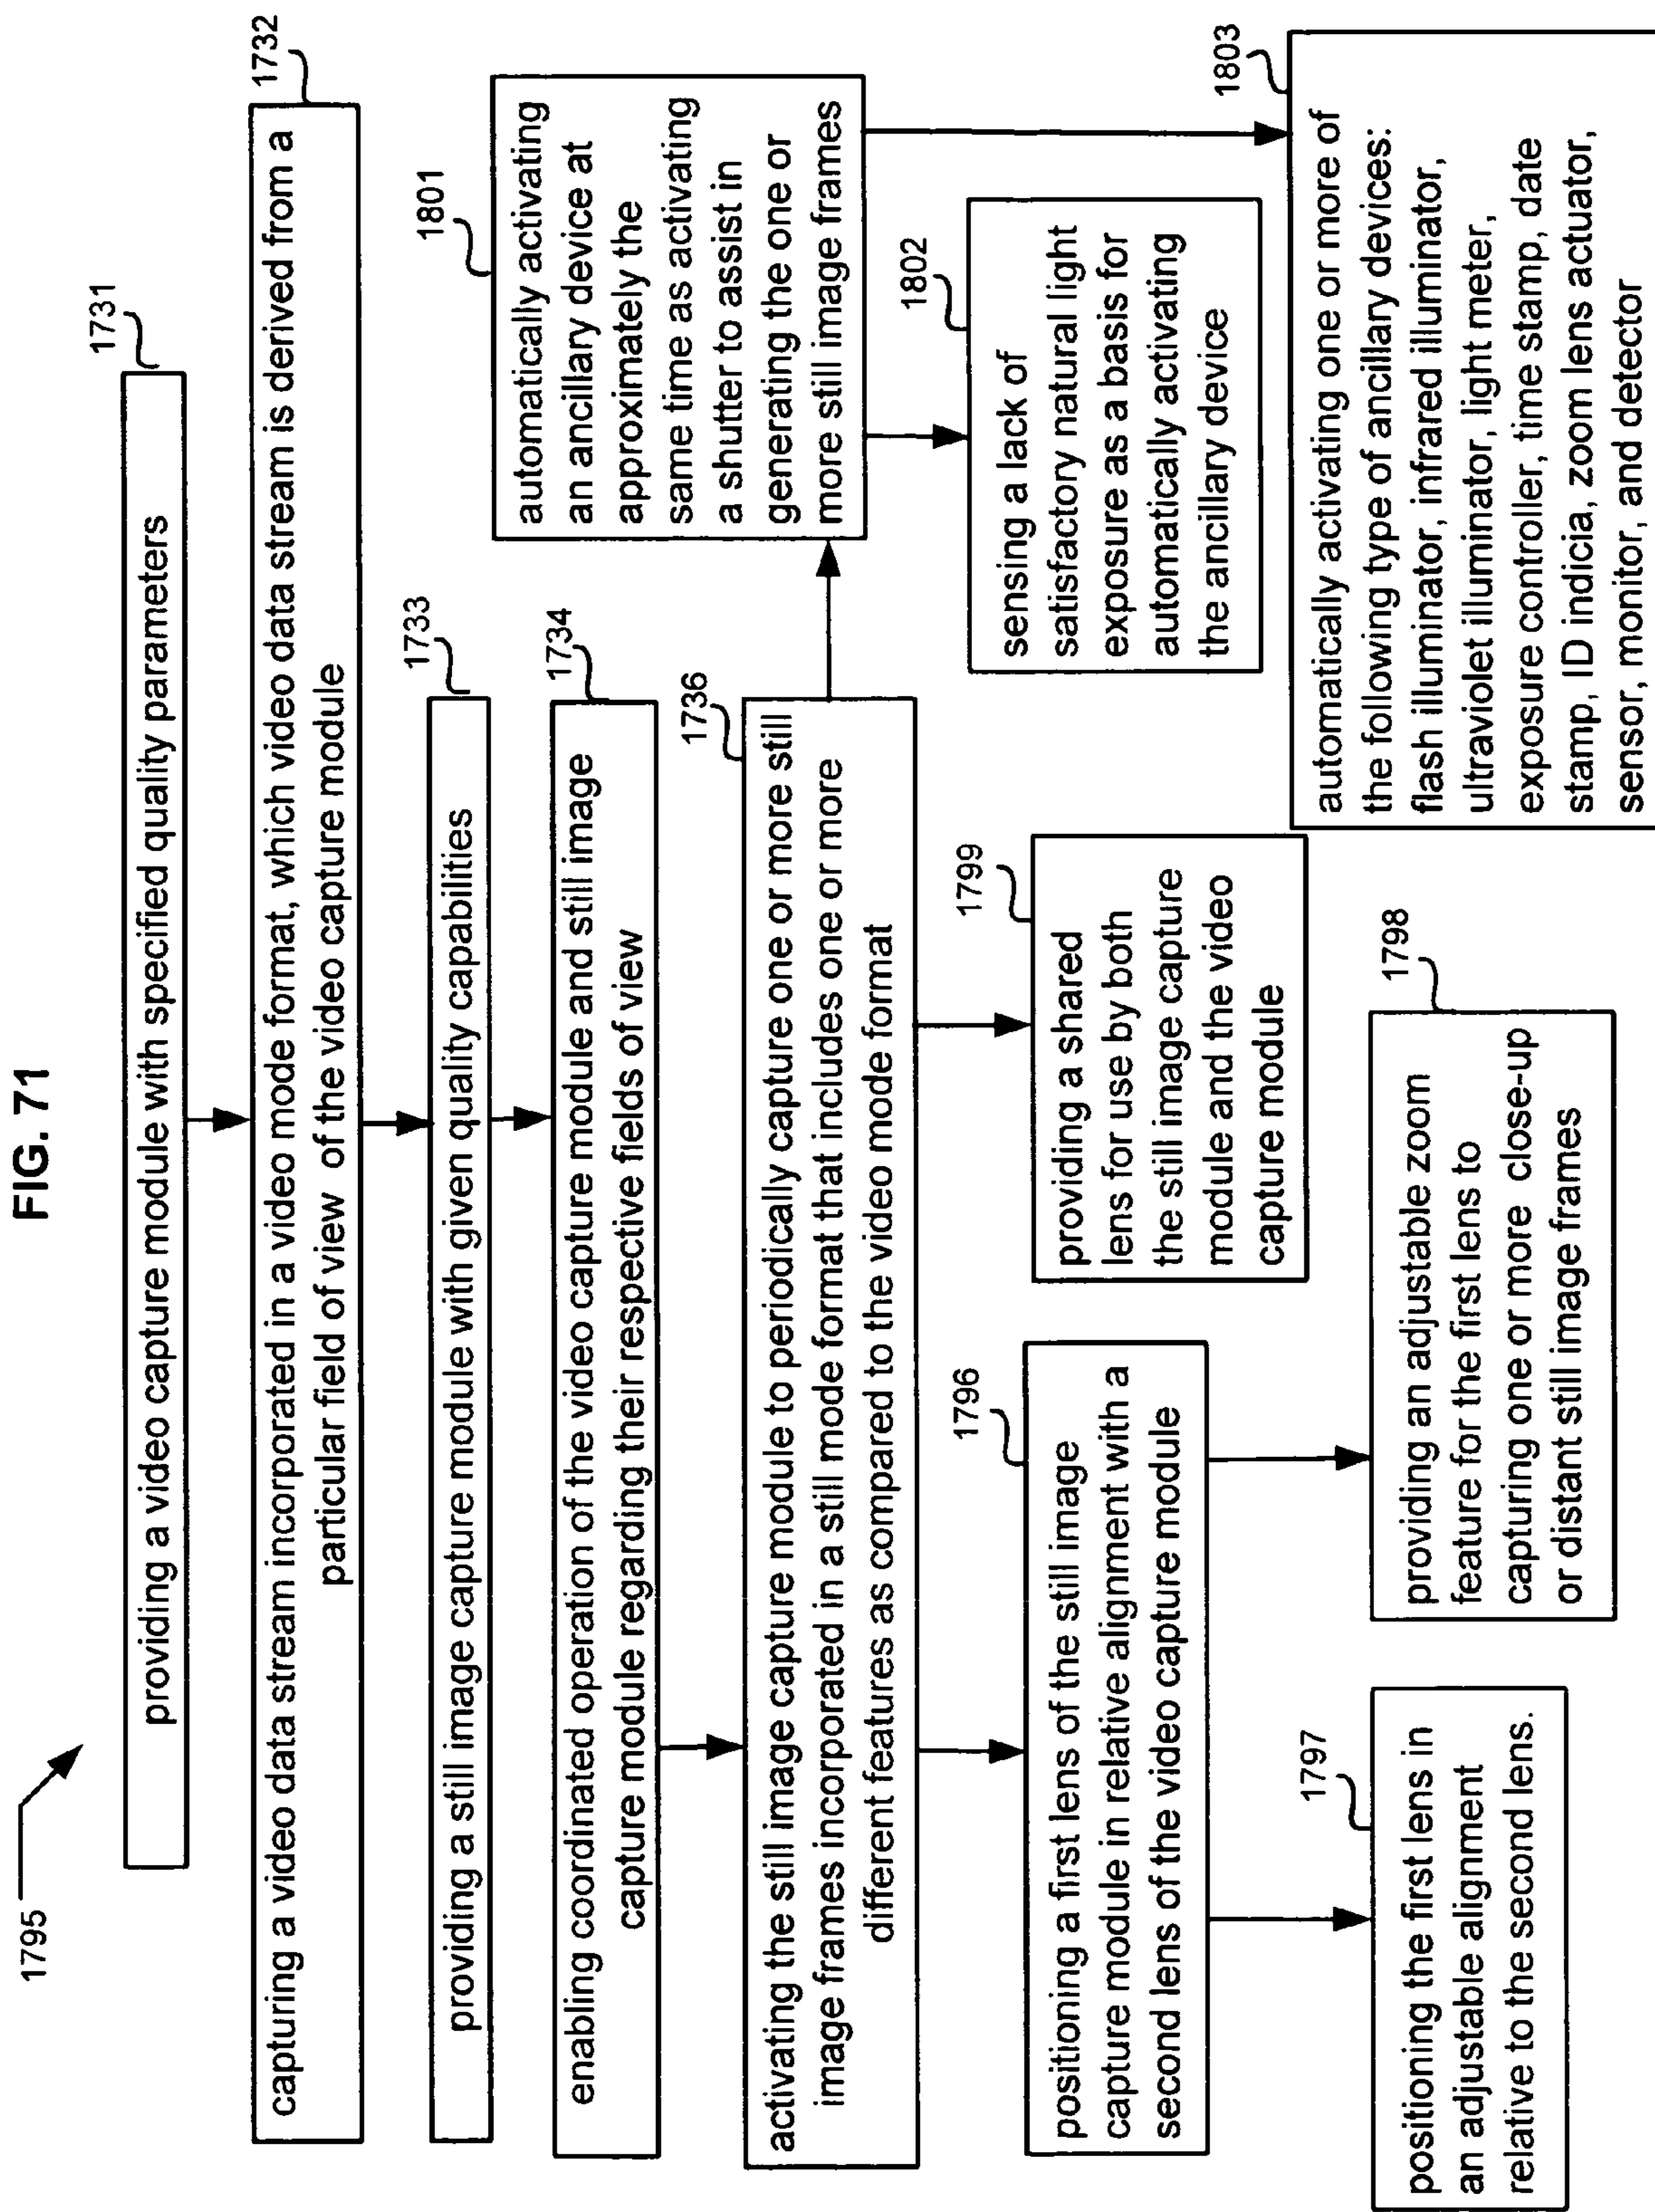 FIG. 71
1795
1731
providing a video capture module with specified quality parameters
1732
capturing a video data stream incorporated in a video mode format, which video data stream is derived from a
particular field of view of the video capture module
1733
providing a still image capture module with given quality capabilities
1734
enabling coordinated operation of the video capture module and still image
capture module regarding their respective fields of view
1736
activating the still image capture module to periodically capture one or more still
image frames incorporated in a still mode format that includes one or more
different features as compared to the video mode format
1801
automatically activating
an ancillary device at
approximately the
same time as activating
a shutter to assist in
generating the one or
more still image frames
1802
sensing a lack of
satisfactory natural light
exposure as a basis for
automatically activating
the ancillary device
1803
automatically activating one or more of
the following type of ancillary devices:
flash illuminator, infrared illuminator,
ultraviolet illuminator, light meter,
exposure controller, time stamp, date
stamp, ID indicia, zoom lens actuator,
sensor, monitor, and detector
1796
positioning a first lens of the still image
capture module in relative alignment with a
second lens of the video capture module
1799
providing a shared
lens for use by both
the still image capture
module and the video
capture module
1797
positioning the first lens in
an adjustable alignment
relative to the second lens.
1798
providing an adjustable zoom
feature for the first lens to
capturing one or more close-up
or distant still image frames